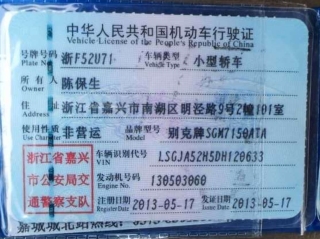 中华人民共和国机动车行驶证
Vehicle License of the People's Republic of China
号牌号码 浙F52U71 车辆类型 小型轿车
Plate No. Vehicle Type
所有人 陈保生
Owner
住址 浙江省嘉兴市南湖区明泾路9号2幢101室
Address
使用性质 非营运 品牌型号 别克牌SGM7150ATA
Use Character Model
浙江省嘉兴 车辆识别代号 LSGJA52H5DH120633
VIN
市公安局交 发动机号码 130503060
Engine No.
通警察支队 注册日期 2013-05-17 发证日期 2013-05-17
Register Date Issue Date